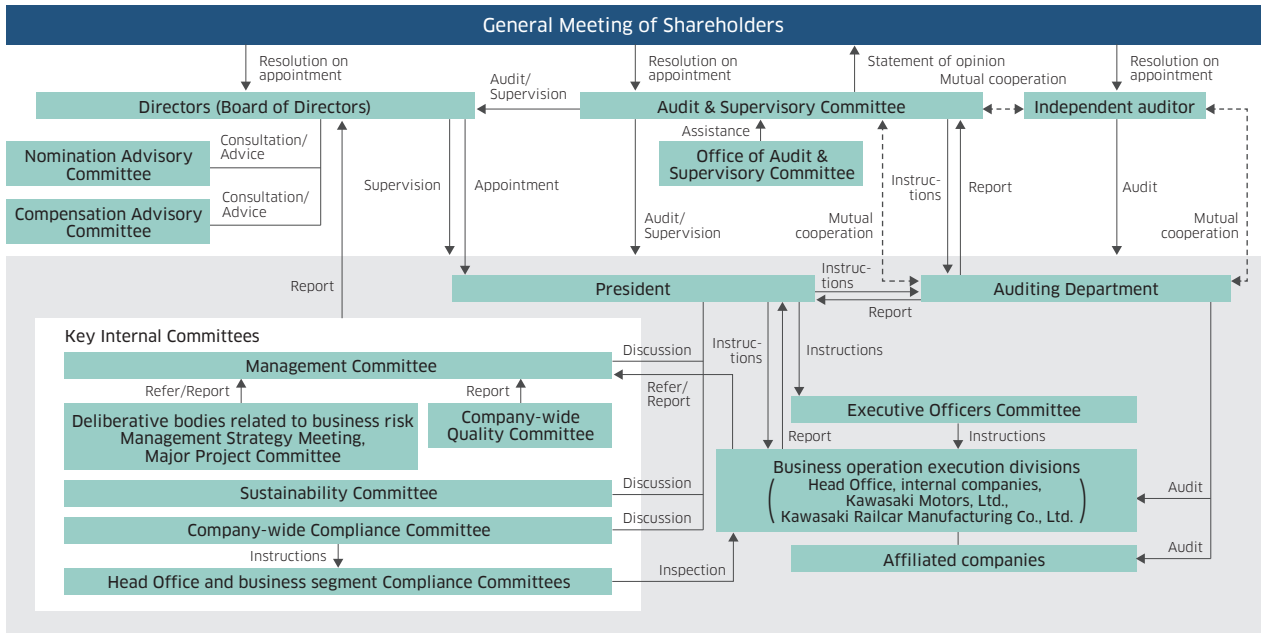 General Meeting of Shareholders
Resolution on
appointment
Resolution on
appointment
Statement of opinion
Resolution on
appointment
Audit/
Supervision
Mutual cooperation
Directors (Board of Directors)
Audit & Supervisory Committee
Independent auditor
Consultation/
Advice
Nomination Advisory
Committee
Assistance
Office of Audit &
Supervisory Committee
Supervision
Appointment
Instruc-
tions
Report
Audit
Consultation/
Advice
Compensation Advisory
Committee
Audit/
Supervision
Mutual
cooperation
Mutual
cooperation
Report
President
Instruc-
tions
Auditing Department
Report
Key Internal Committees
Management Committee
Discussion
Instruc-
tions
Instructions
Refer/Report
Report
Refer/
Report
Deliberative bodies related to business risk
Management Strategy Meeting,
Major Project Committee
Company-wide
Quality Committee
Executive Officers Committee
Report
Instructions
Business operation execution divisions
Head Office, internal companies,
Kawasaki Motors, Ltd.,
Kawasaki Railcar Manufacturing Co., Ltd.
Audit
Sustainability Committee
Discussion
Company-wide Compliance Committee
Discussion
Instructions
Head Office and business segment Compliance Committees
Inspection
Affiliated companies
Audit